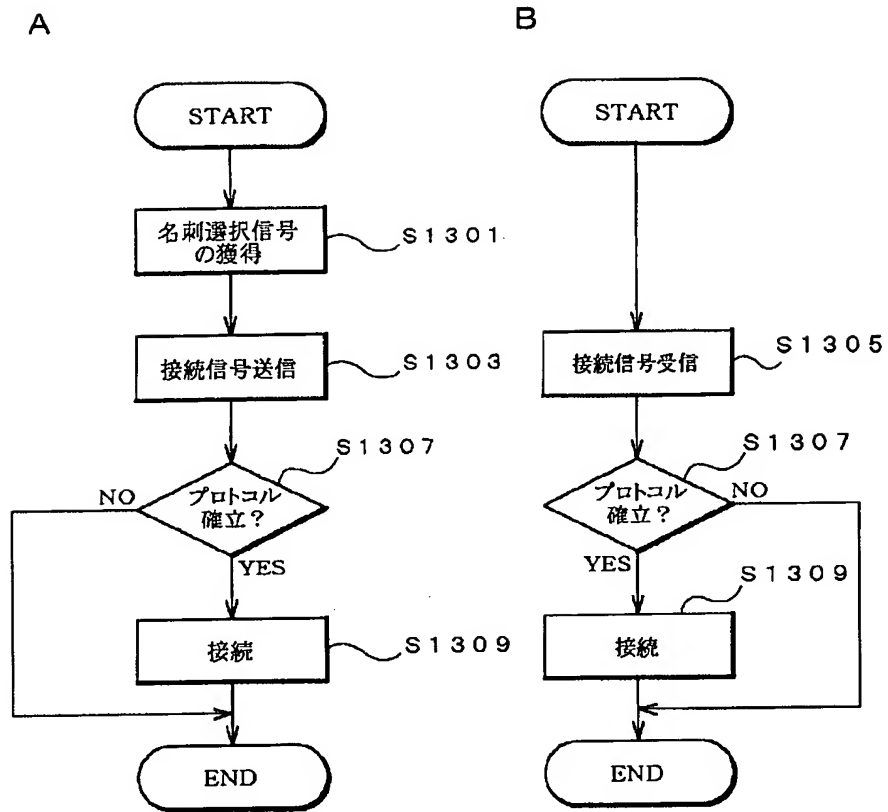 A
START
名刺選択信号
の獲得
S1301
接続信号送信
S1303
S1307
プロトコル
確立？
NO
YES
接続
S1309
END
B
START
接続信号受信
S1305
S1307
プロトコル
確立？
NO
YES
S1309
接続
END